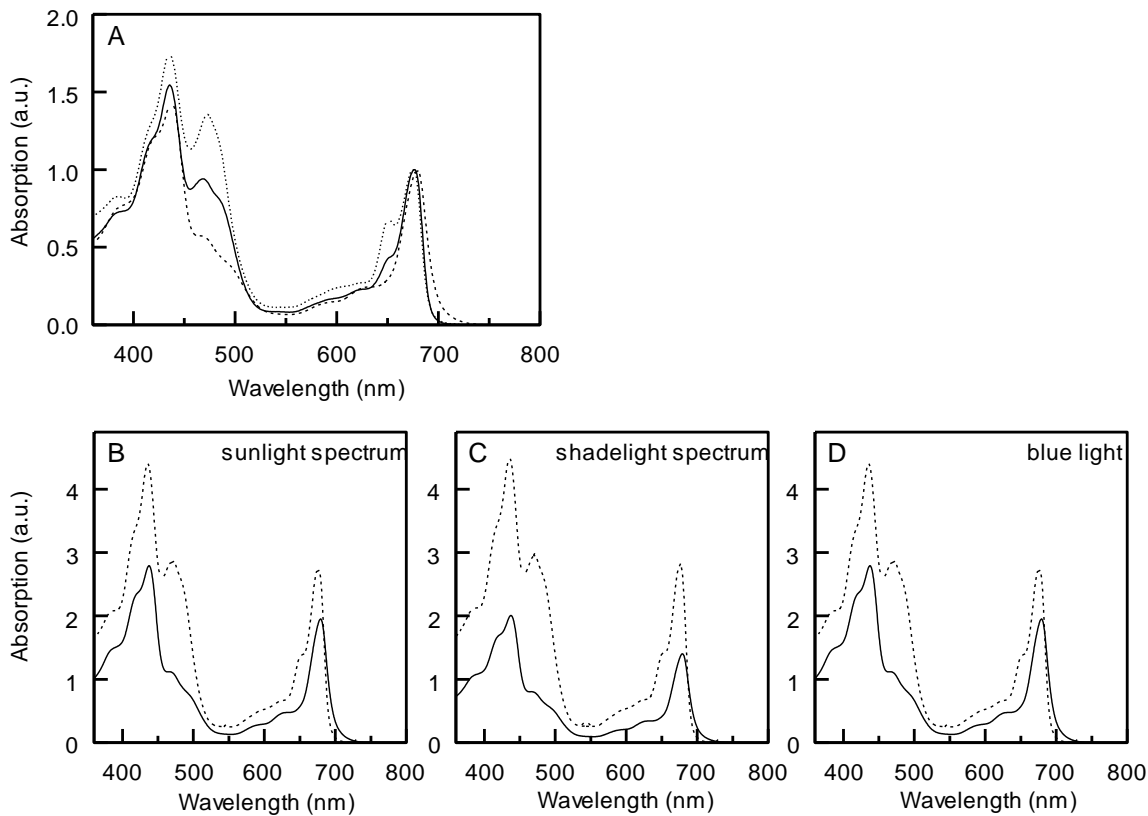 2.0
A
1.5
1.0
0.5
0.0
Absorption (a.u.)
400 500 600 700 800
Wavelength (nm)
B sunlight spectrum
4
3
2
1
0
Absorption (a.u.)
400 500 600 700 800
Wavelength (nm)
C shadelight spectrum
4
3
2
1
0
400 500 600 700 800
Wavelength (nm)
D blue light
4
3
2
1
0
400 500 600 700 800
Wavelength (nm)